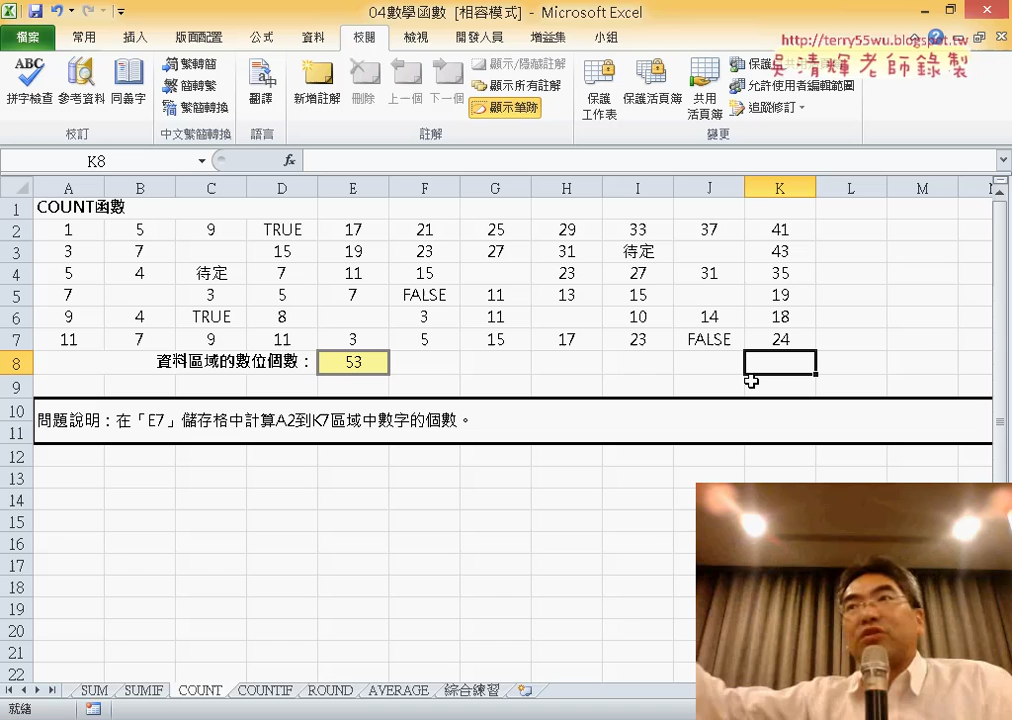 04數學函數 [相容模式] - Microsoft Excel
檔案 常用 插入 版面配置 公式 資料 校閱 檢視 開發人員 增益集 小組
http://terry55wu.blogspot.tw
吳清輝老師錄製
ABC 拼字檢查 參考資料 同義字
校訂
繁轉簡
簡轉繁
繁簡轉換
中文繁簡轉換
翻譯
語言
新增註解 刪除 上一個 下一個
顯示/隱藏註解
顯示所有註解
顯示筆跡
註解
保護工作表 保護活頁簿 共用活頁簿
允許使用者編輯範圍
追蹤修訂
變更
K8 fx
A B C D E F G H I J K L M
1 COUNT函數
2 1 5 9 TRUE 17 21 25 29 33 37 41
3 3 7 15 19 23 27 31 待定 43
4 5 4 待定 7 11 15 23 27 31 35
5 7 3 5 7 FALSE 11 13 15 19
6 9 4 TRUE 8 3 11 10 14 18
7 11 7 9 11 3 5 15 17 23 FALSE 24
8 資料區域的數位個數： 53
9
10
問題說明：在「E7」儲存格中計算A2到K7區域中數字的個數。
11
12
13
14
15
16
17
18
19
20
21
22
SUM SUMIF COUNT COUNTIF ROUND AVERAGE 綜合練習
就緒